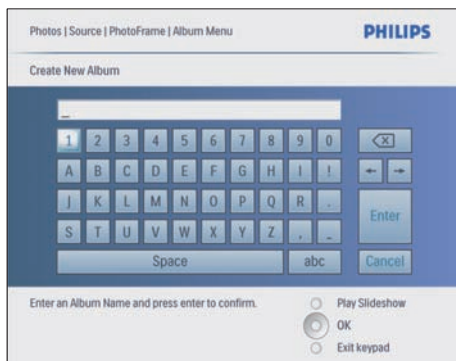 Photos | Source | PhotoFrame | Album Menu
PHILIPS
Create New Album
_
1 2 3 4 5 6 7 8 9 0
A B C D E F G H I !
J K L M N O P Q R .
S T U V W X Y Z , _
Enter
Space abc Cancel
Enter an Album Name and press enter to confirm.
Play Slideshow
OK
Exit keypad